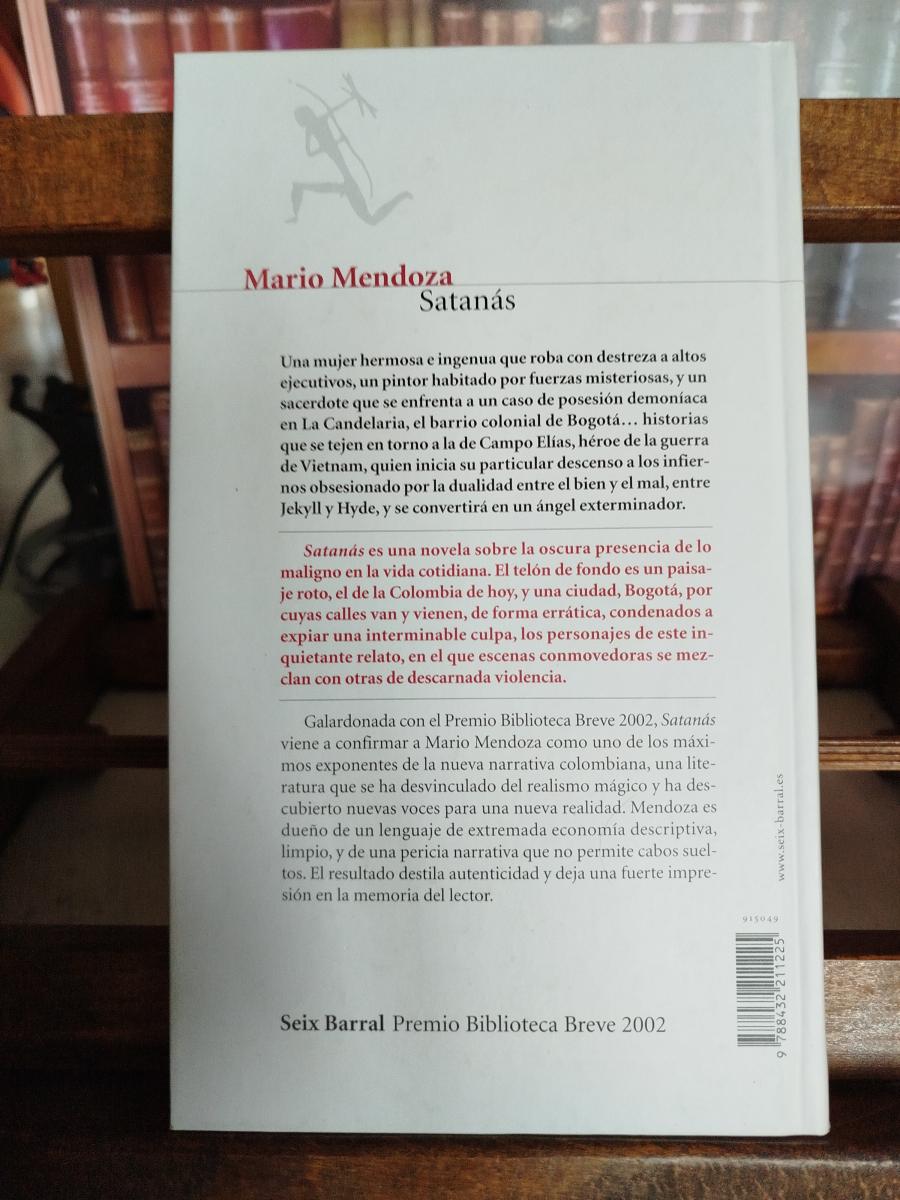 Mario Mendoza
Satanás
Una mujer hermosa e ingenua que roba con destreza a altos
ejecutivos, un pintor habitado por fuerzas misteriosas, y un
sacerdote que se enfrenta a un caso de posesión demoníaca
en La Candelaria, el barrio colonial de Bogotá… historias
que se tejen en torno a la de Campo Elías, héroe de la guerra
de Vietnam, quien inicia su particular descenso a los infier-
nos obsesionado por la dualidad entre el bien y el mal, entre
Jekyll y Hyde, y se convertirá en un ángel exterminador.
Satanás es una novela sobre la oscura presencia de lo
maligno en la vida cotidiana. El telón de fondo es un paisa-
je roto, el de la Colombia de hoy, y una ciudad, Bogotá, por
cuyas calles van y vienen, de forma errática, condenados a
expiar una interminable culpa, los personajes de este in-
quietante relato, en el que escenas conmovedoras se mez-
clan con otras de descarnada violencia.
Galardonada con el Premio Biblioteca Breve 2002, Satanás
viene a confirmar a Mario Mendoza como uno de los máxi-
mos exponentes de la nueva narrativa colombiana, una lite-
ratura que se ha desvinculado del realismo mágico y ha des-
cubierto nuevas voces para una nueva realidad. Mendoza es
dueño de un lenguaje de extremada economía descriptiva,
limpio, y de una pericia narrativa que no permite cabos suel-
tos. El resultado destila autenticidad y deja una fuerte impre-
sión en la memoria del lector.
www.seix-barral.es
915049
9 788432 211225
Seix Barral Premio Biblioteca Breve 2002